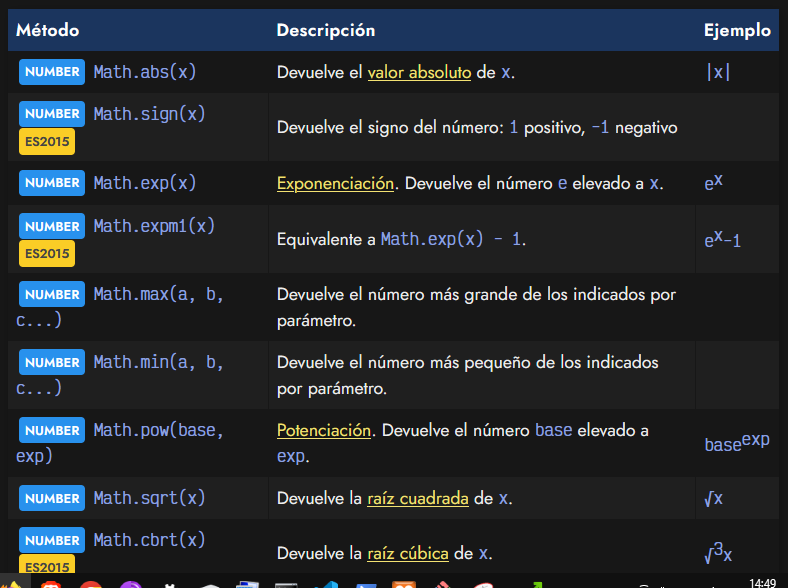 Método Descripción Ejemplo
NUMBER Math.abs(x) Devuelve el valor absoluto de x. |x|
NUMBER Math.sign(x)
ES2015 Devuelve el signo del número: 1 positivo, -1 negativo
NUMBER Math.exp(x) Exponenciación. Devuelve el número e elevado a x. eˣ
NUMBER Math.expm1(x)
ES2015 Equivalente a Math.exp(x) - 1. eˣ-1
NUMBER Math.max(a, b, c...) Devuelve el número más grande de los indicados por
parámetro.
NUMBER Math.min(a, b, c...) Devuelve el número más pequeño de los indicados
por parámetro.
NUMBER Math.pow(base, exp) Potenciación. Devuelve el número base elevado a
exp. base^exp
NUMBER Math.sqrt(x) Devuelve la raíz cuadrada de x. √x
NUMBER Math.cbrt(x)
ES2015 Devuelve la raíz cúbica de x. √³x
14:49